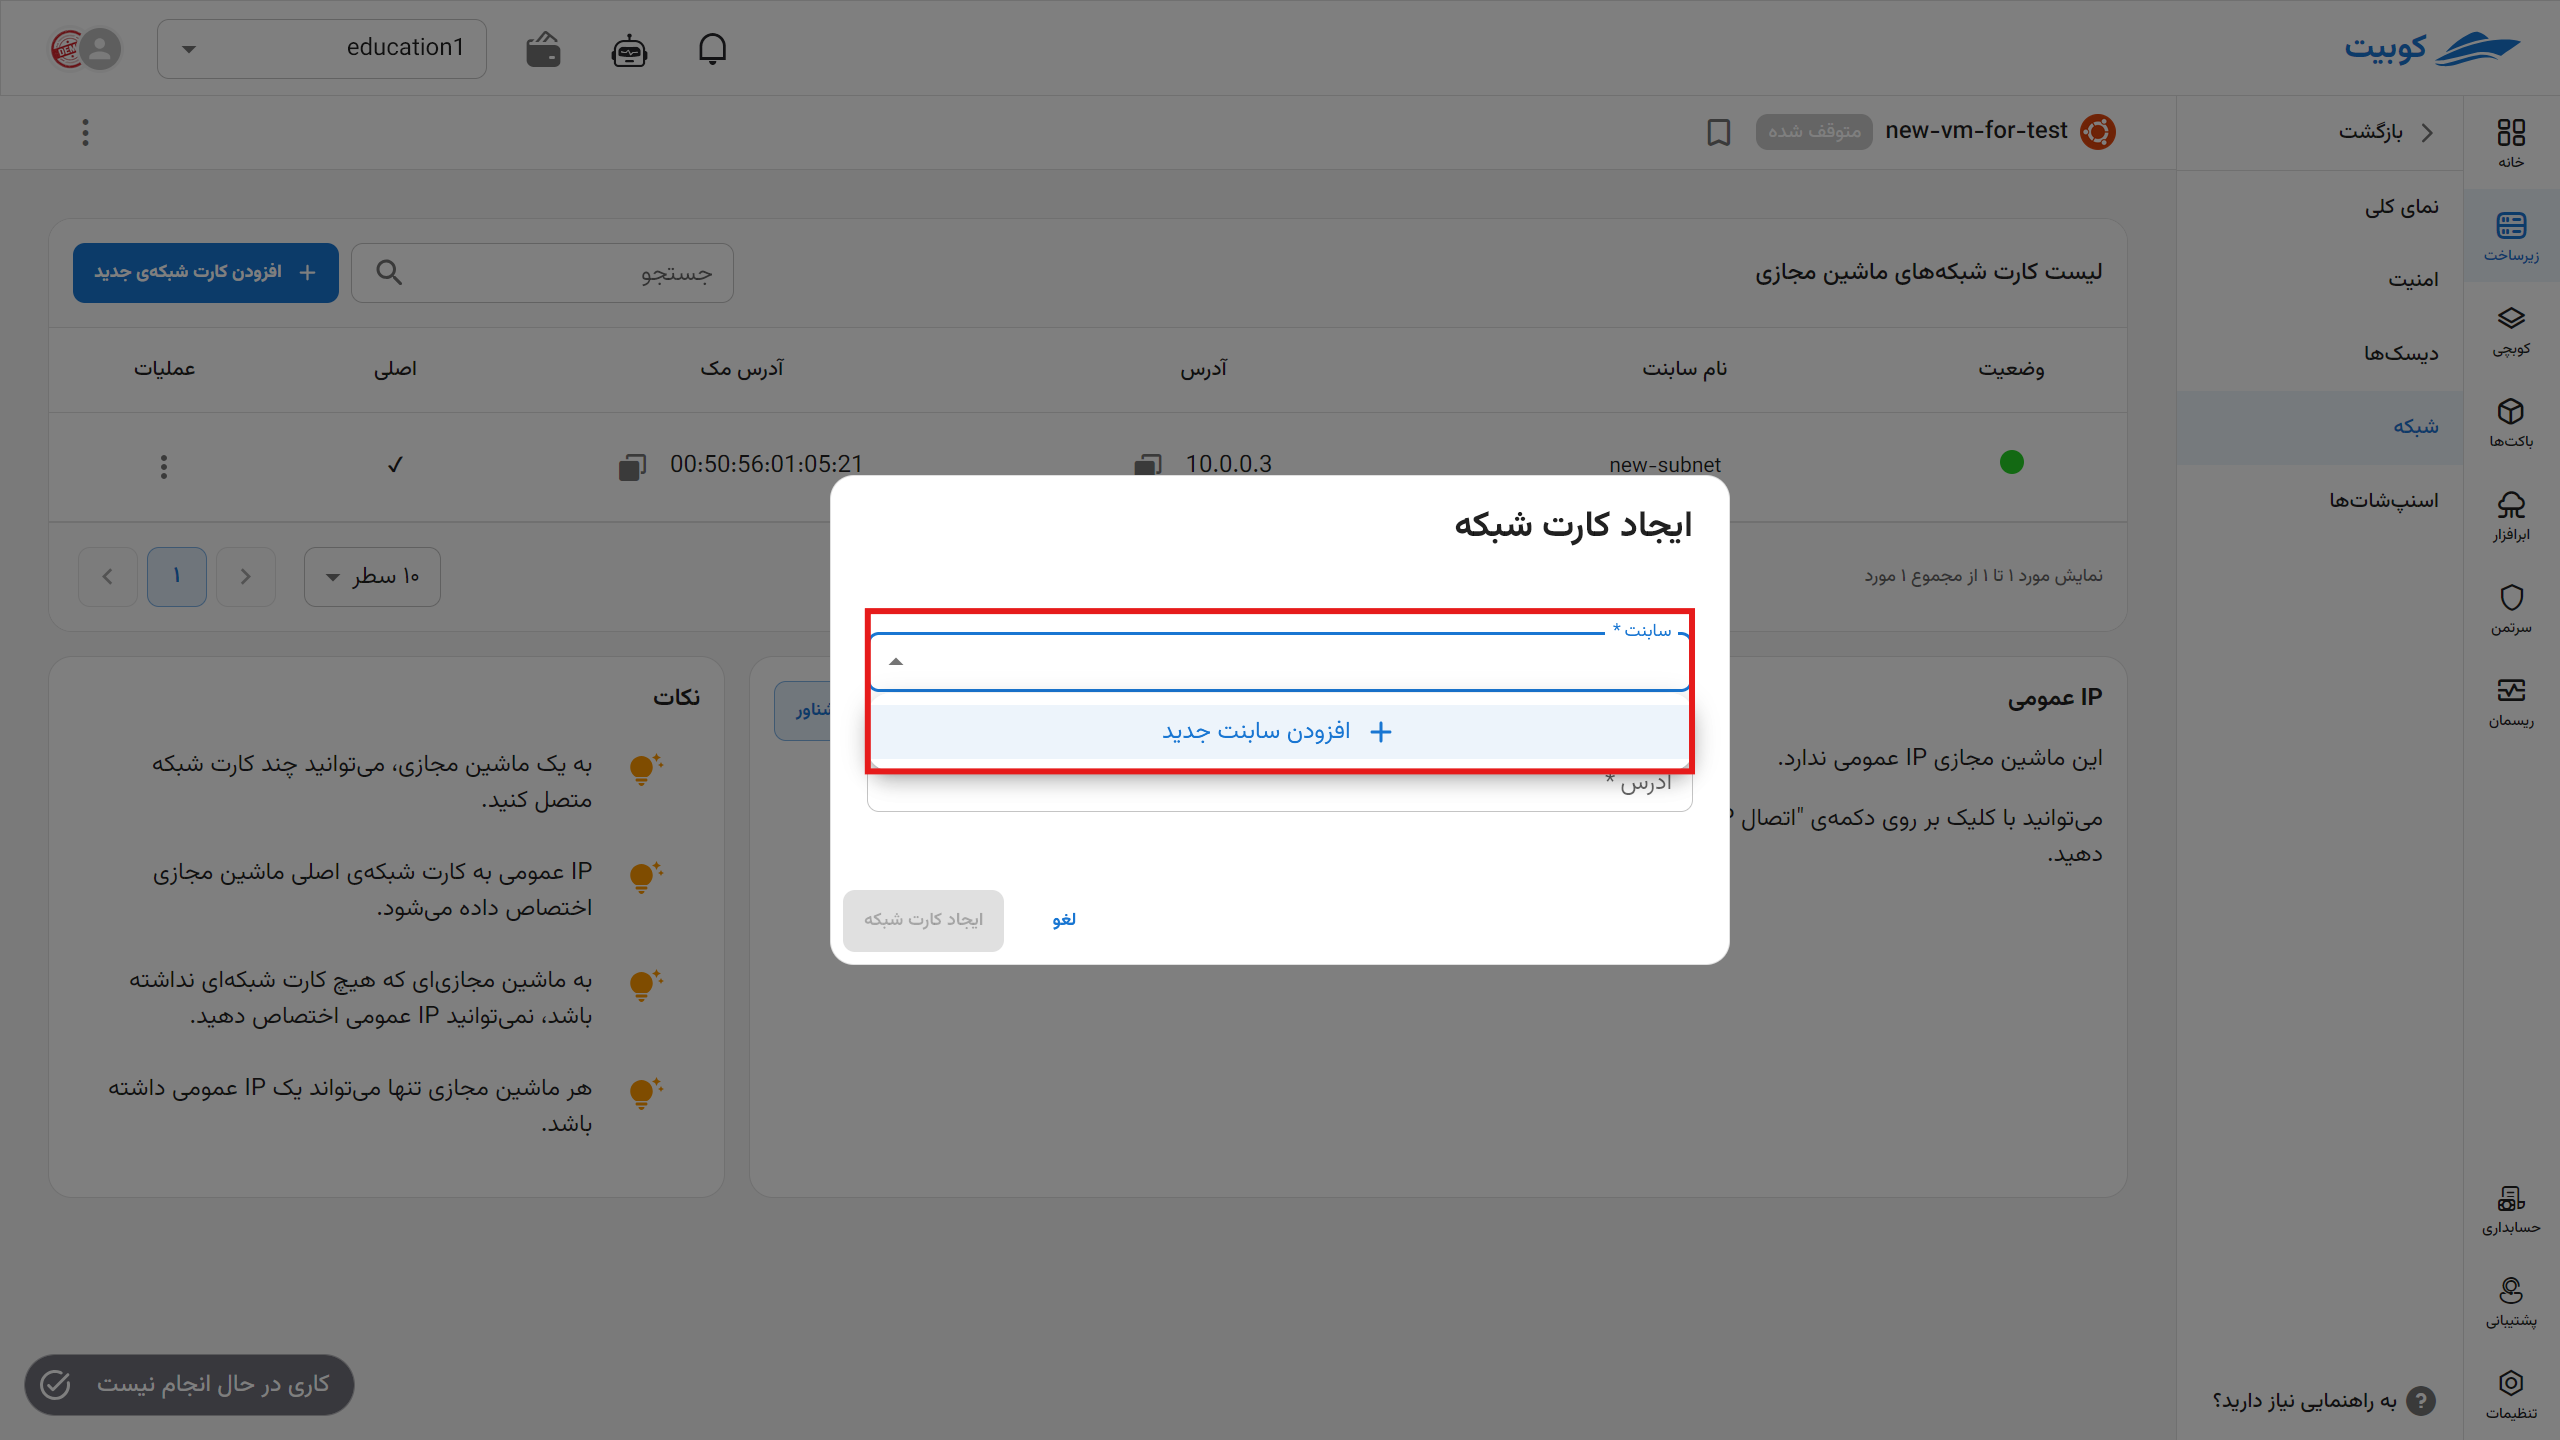 کوبیت
education1
خانه
زیرساخت
کوبچی
باکت‌ها
ابرافزار
سرتمن
ریسمان
حسابداری
پشتیبانی
تنظیمات
بازگشت
نمای کلی
امنیت
دیسک‌ها
شبکه
اسنپ‌شات‌ها
به راهنمایی نیاز دارید؟
new-vm-for-test
متوقف شده
لیست کارت شبکه‌های ماشین مجازی
جستجو
افزودن کارت شبکه‌ی جدید
وضعیت نام سابنت آدرس آدرس مک اصلی عملیات
new-subnet 10.0.0.3 00:50:56:01:05:21
نمایش مورد ۱ تا ۱ از مجموع ۱ مورد
۱۰ سطر
۱
ایجاد کارت شبکه
سابنت *
افزودن سابنت جدید
آدرس *
لغو
ایجاد کارت شبکه
IP عمومی
این ماشین مجازی IP عمومی ندارد.
می‌توانید با کلیک بر روی دکمه‌ی "اتصال
دهید.
شناور
نکات
به یک ماشین مجازی، می‌توانید چند کارت شبکه
متصل کنید.
IP عمومی به کارت شبکه‌ی اصلی ماشین مجازی
اختصاص داده می‌شود.
به ماشین مجازی‌ای که هیچ کارت شبکه‌ای نداشته
باشد، نمی‌توانید IP عمومی اختصاص دهید.
هر ماشین مجازی تنها می‌تواند یک IP عمومی داشته
باشد.
کاری در حال انجام نیست